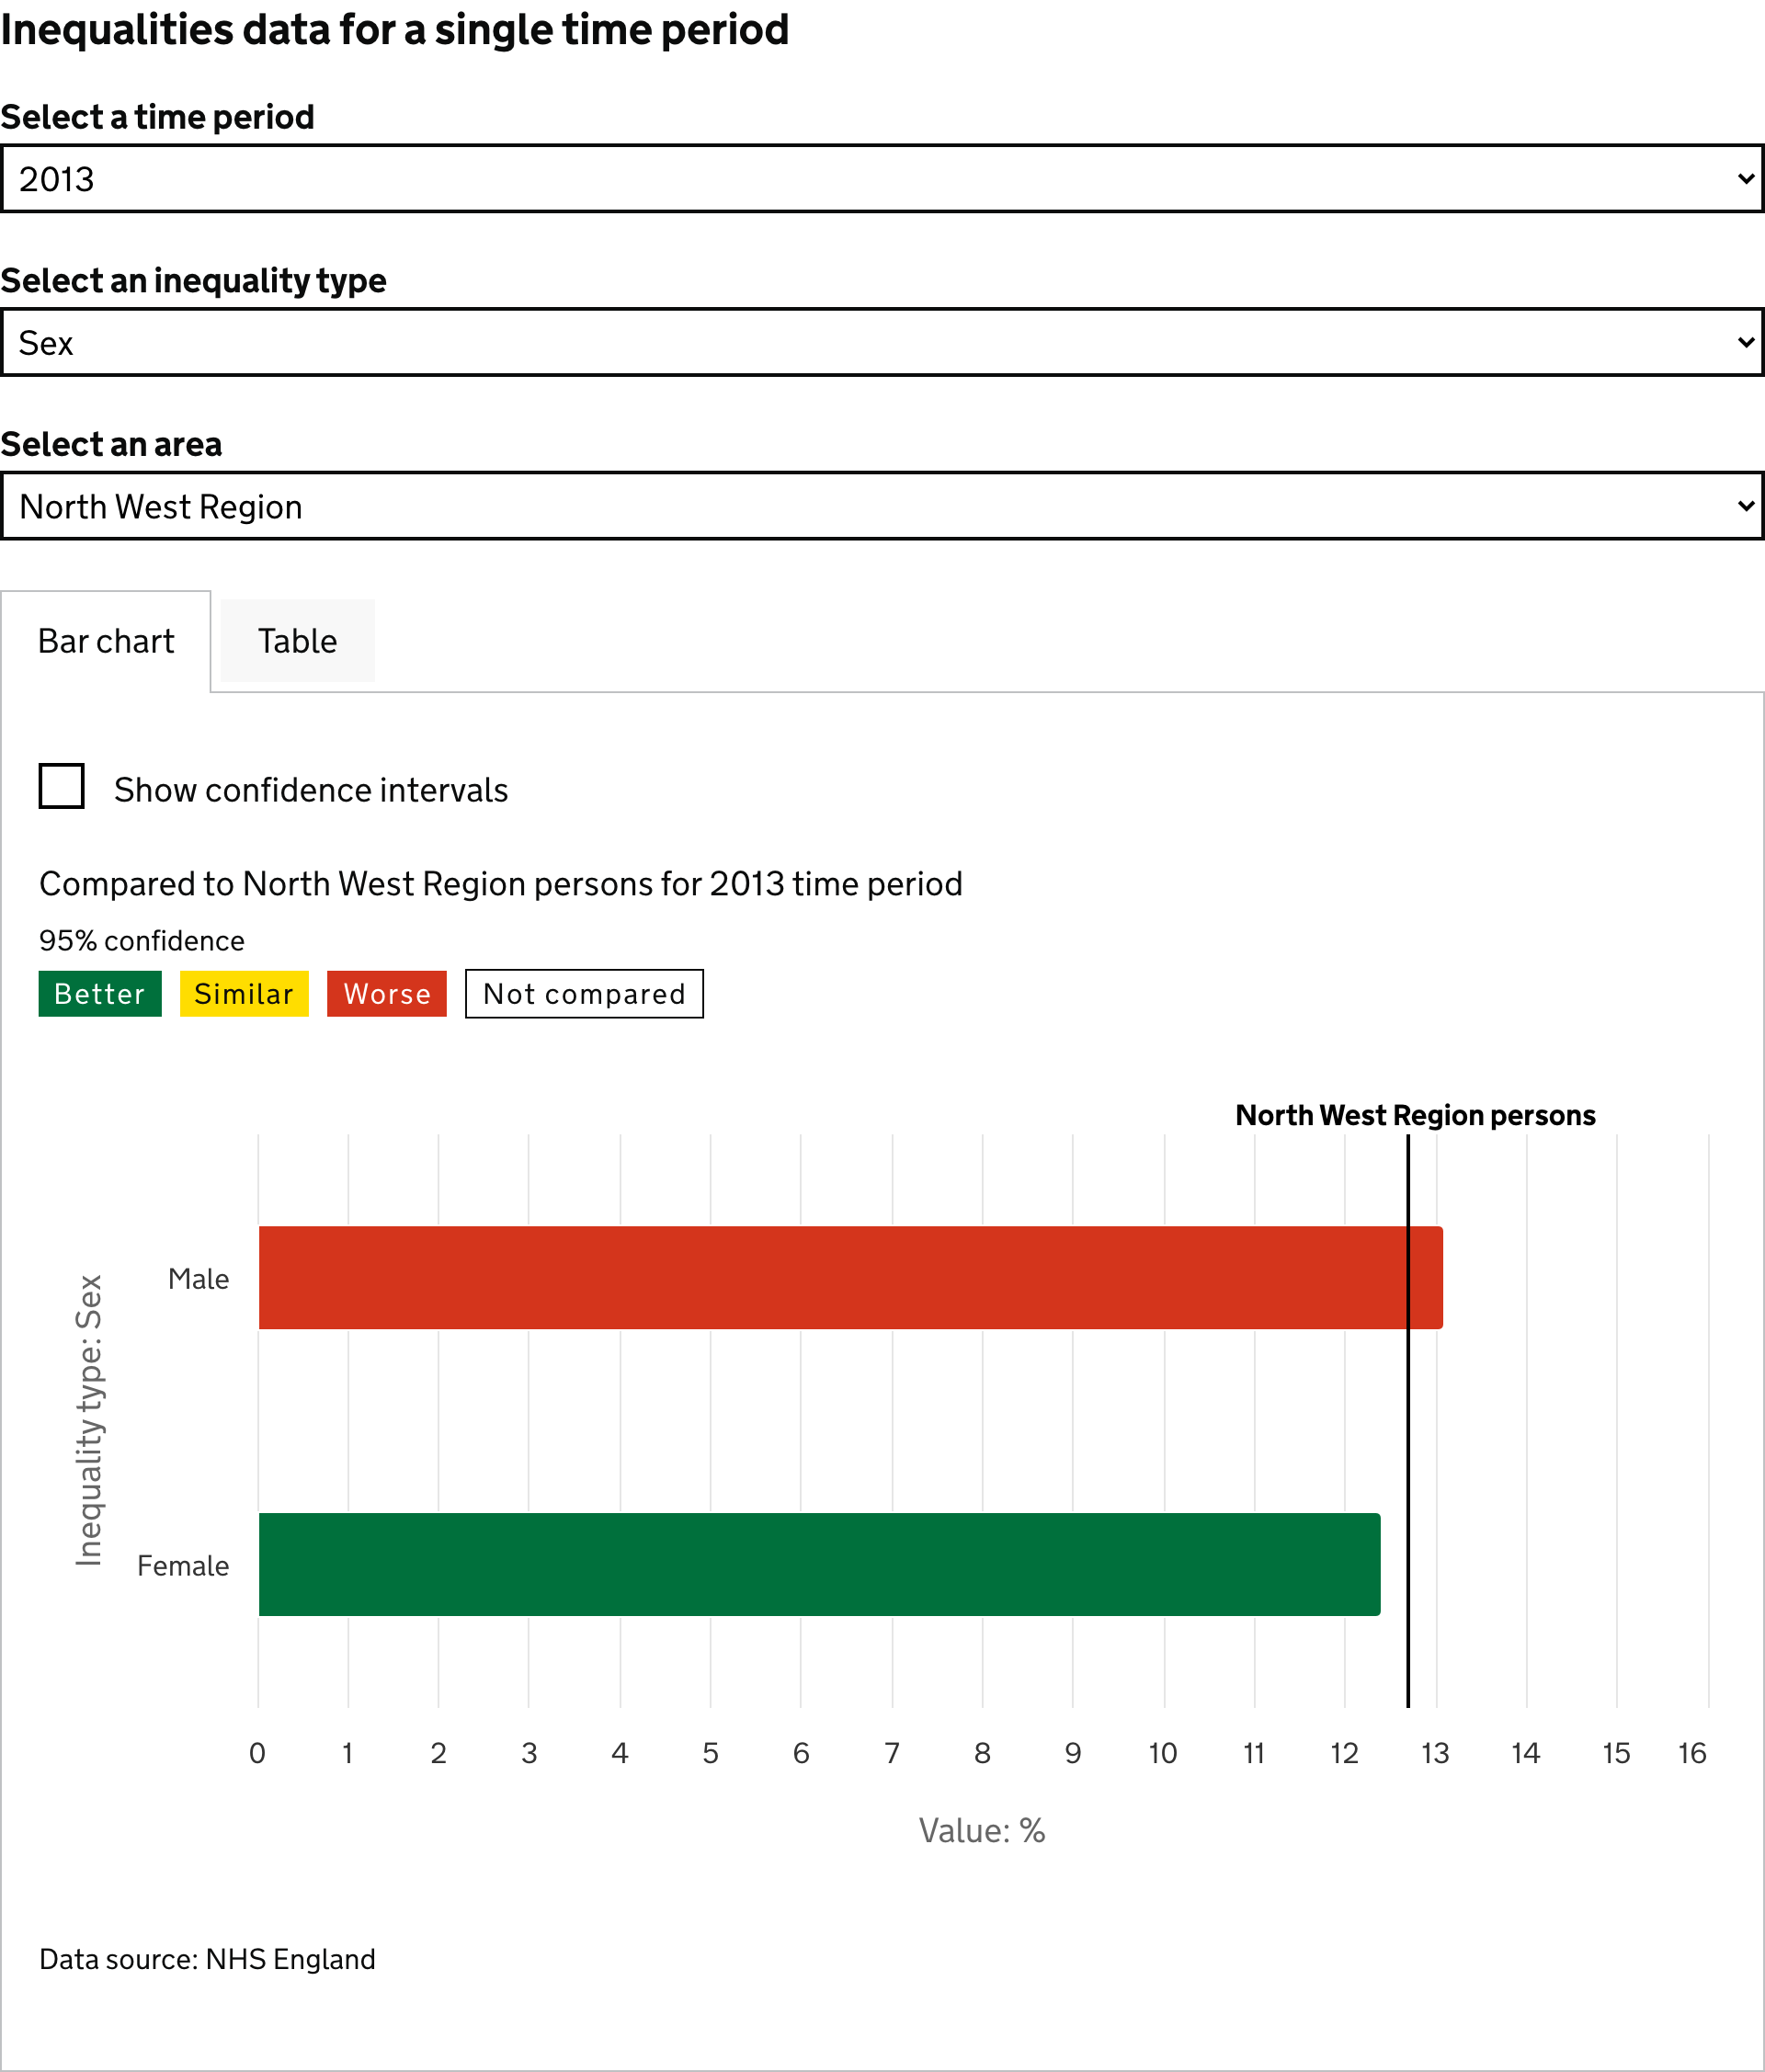 Inequalities data for a single time period
Select a time period
2013
Select an inequality type
Sex
Select an area
North West Region
Bar chart
Table
Show confidence intervals
Compared to North West Region persons for 2013 time period
95% confidence
Better Similar Worse Not compared
North West Region persons
Inequality type: Sex
Male
Female
0 1 2 3 4 5 6 7 8 9 10 11 12 13 14 15 16
Value: %
Data source: NHS England